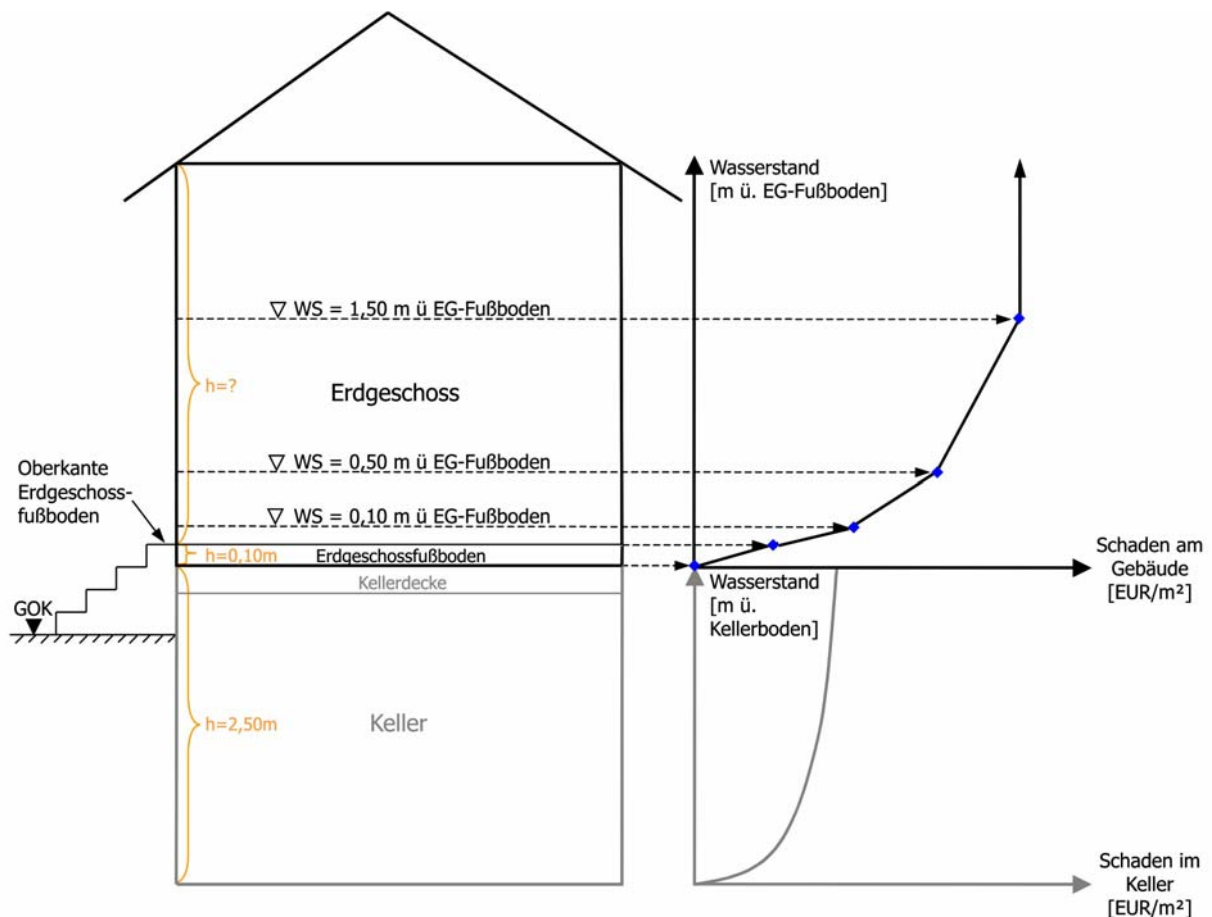 Wasserstand
[m ü. EG-Fußboden]
▽ WS = 1,50 m ü EG-Fußboden
h=?
Erdgeschoss
▽ WS = 0,50 m ü EG-Fußboden
Oberkante
Erdgeschoss-
fußboden
▽ WS = 0,10 m ü EG-Fußboden
h=0,10m
Erdgeschossfußboden
Schaden am
Gebäude
[EUR/m²]
Kellerdecke
Wasserstand
[m ü.
Kellerboden]
GOK
h=2,50m
Keller
Schaden im
Keller
[EUR/m²]